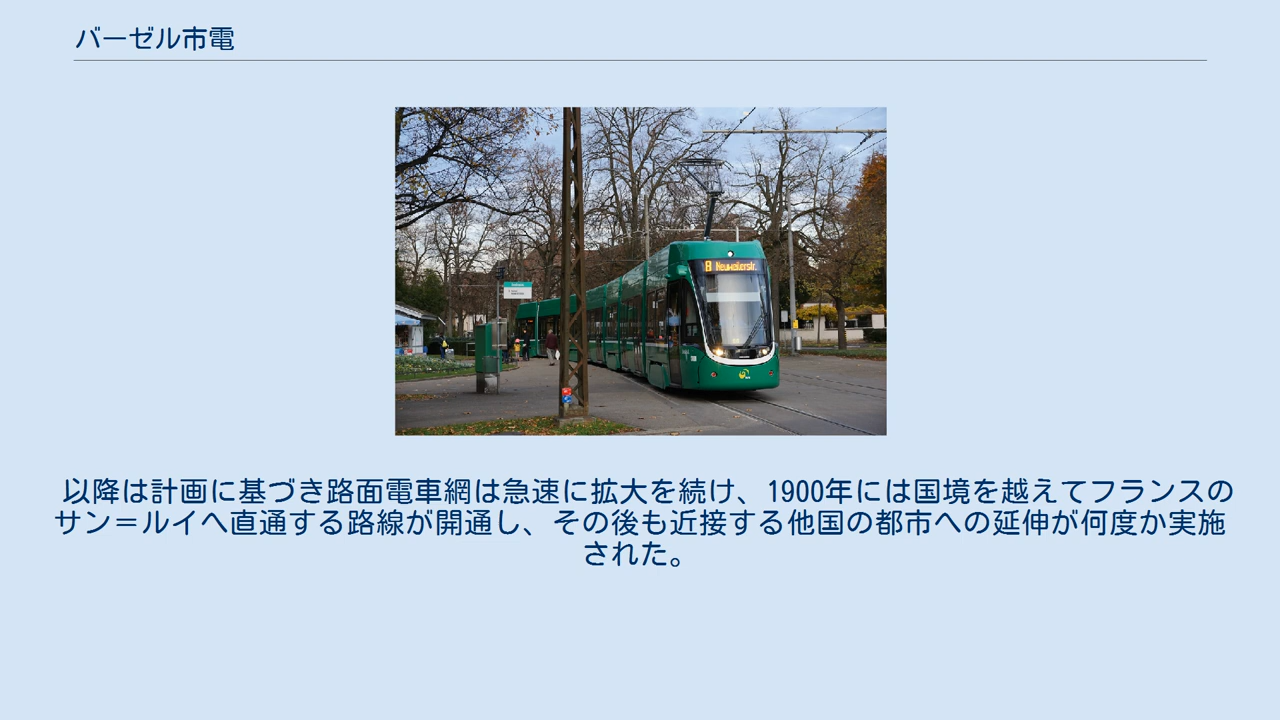 バーゼル市電
8 Neuweilerstr.
以降は計画に基づき路面電車網は急速に拡大を続け、1900年には国境を越えてフランスの
サン＝ルイへ直通する路線が開通し、その後も近接する他国の都市への延伸が何度か実施
された。